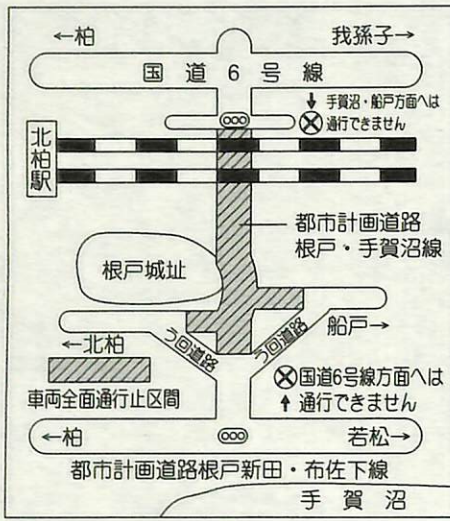 ←柏
我孫子→
国道6号線
↓手賀沼・船戸方面へは
通行できません
北柏駅
都市計画道路
根戸・手賀沼線
根戸城址
船戸→
←北柏
う回道路
う回道路
車両全面通行止区間
国道6号線方面へは
↑通行できません
←柏
若松→
都市計画道路根戸新田・布佐下線
手賀沼